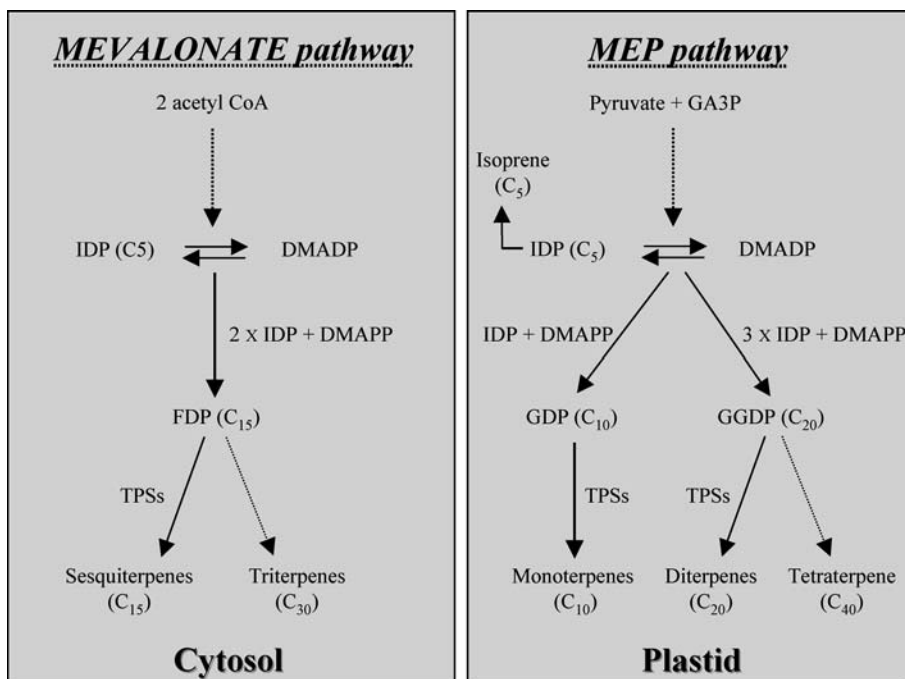 MEVALONATE pathway
2 acetyl CoA
IDP (C5)
DMADP
2 X IDP + DMAPP
FDP (C₁₅)
TPSs
Sesquiterpenes
(C₁₅)
Triterpenes
(C₃₀)
Cytosol
MEP pathway
Pyruvate + GA3P
Isoprene
(C₅)
IDP (C₅)
DMADP
IDP + DMAPP
3 X IDP + DMAPP
GDP (C₁₀)
GGDP (C₂₀)
TPSs
TPSs
Monoterpenes
(C₁₀)
Diterpenes
(C₂₀)
Tetraterpene
(C₄₀)
Plastid